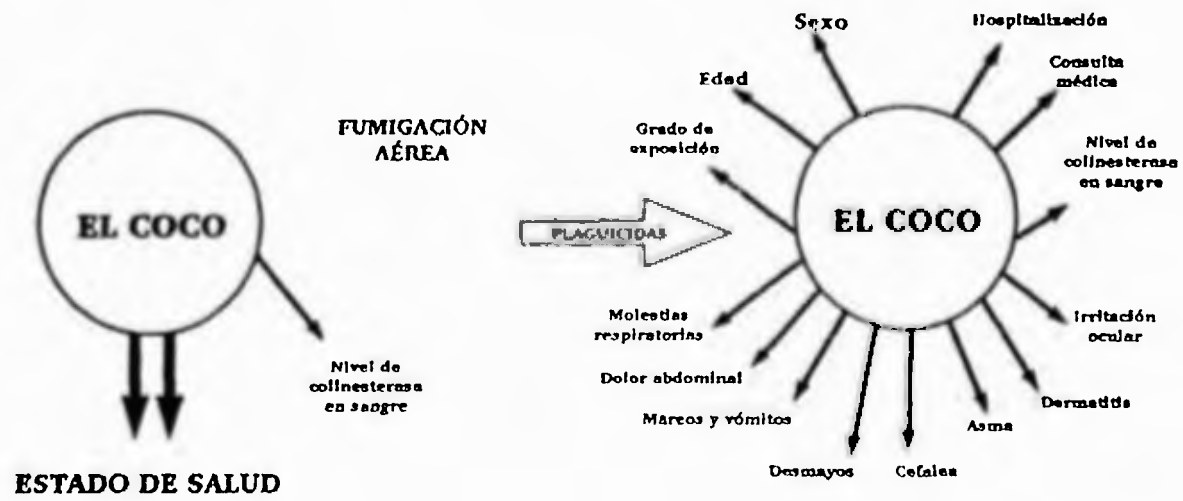 EL COCO
Nivel de
colinesterasa
en sangre
ESTADO DE SALUD
FUMIGACIÓN
AÉREA
PLAGUICIDAS
EL COCO
Sexo
Hospitalización
Consulta
médica
Nivel de
colinesterasa
en sangre
Irritación
ocular
Dermatitis
Asma
Cefalea
Desmayos
Mareos y vómitos
Dolor abdominal
Molestias
respiratorias
Grado de
exposición
Edad